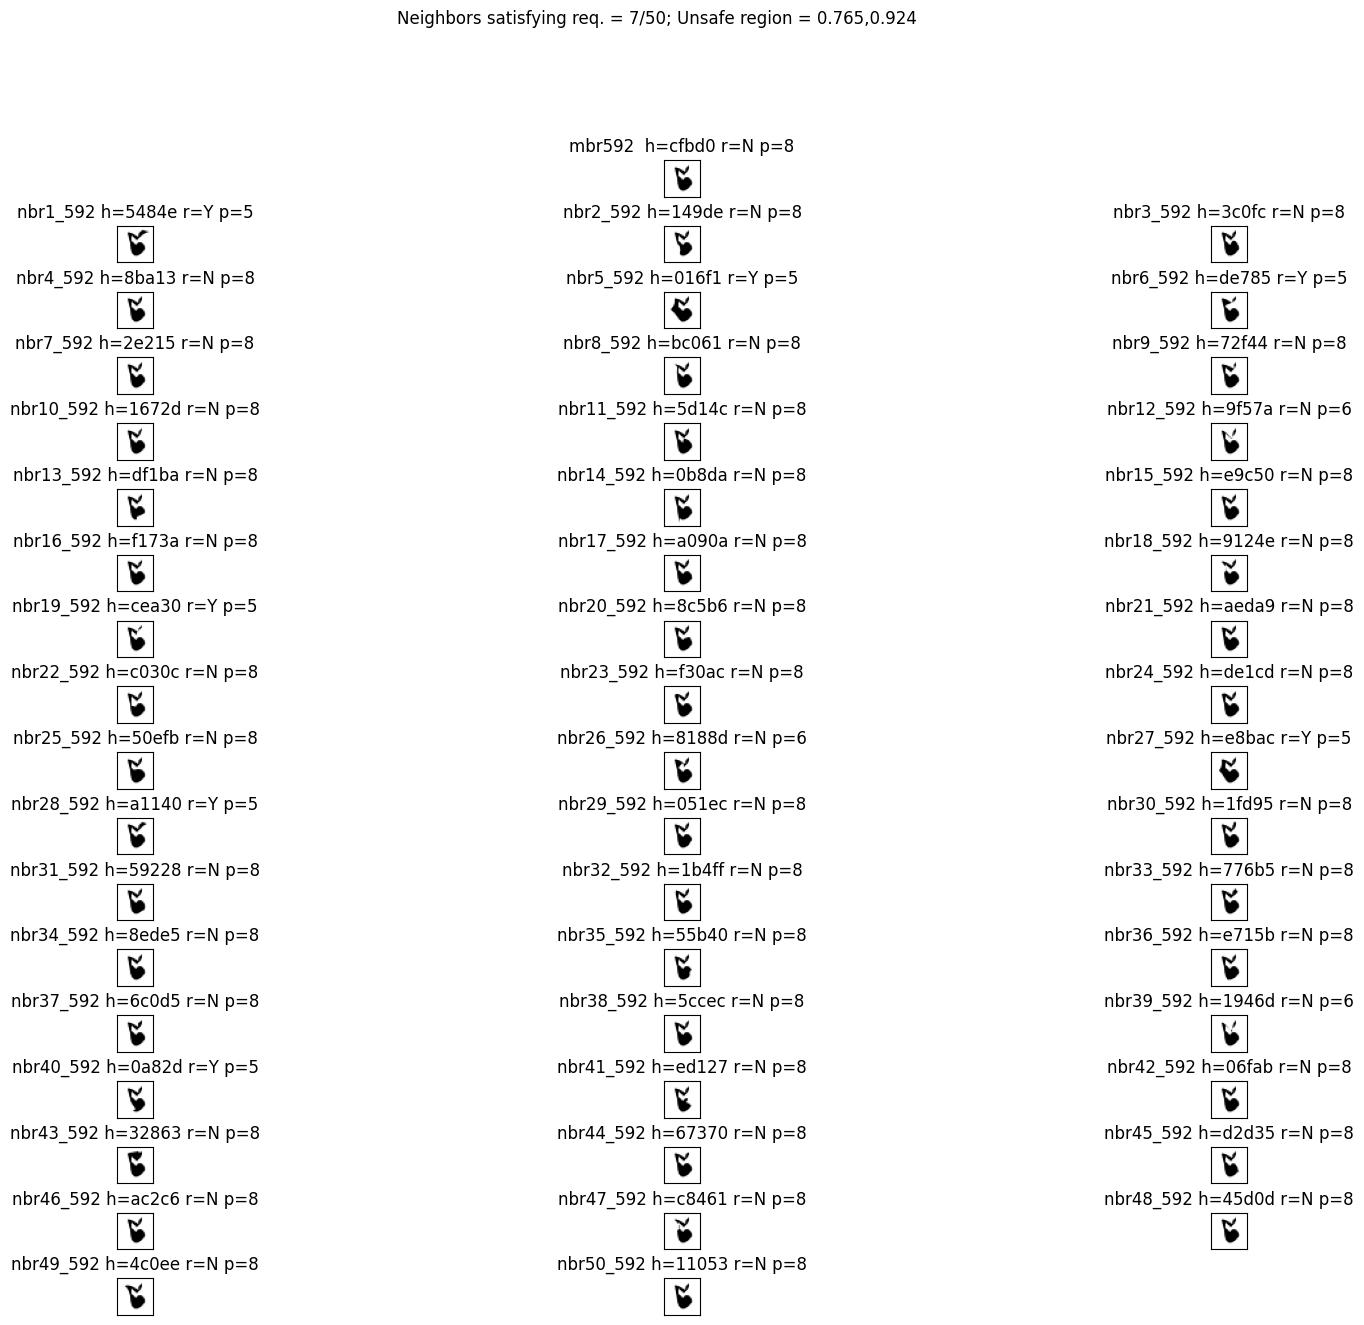 Neighbors satisfying req. = 7/50; Unsafe region = 0.765,0.924
mbr592  h=cfbd0 r=N p=8
nbr1_592 h=5484e r=Y p=5
nbr2_592 h=149de r=N p=8
nbr3_592 h=3c0fc r=N p=8
nbr4_592 h=8ba13 r=N p=8
nbr5_592 h=016f1 r=Y p=5
nbr6_592 h=de785 r=Y p=5
nbr7_592 h=2e215 r=N p=8
nbr8_592 h=bc061 r=N p=8
nbr9_592 h=72f44 r=N p=8
nbr10_592 h=1672d r=N p=8
nbr11_592 h=5d14c r=N p=8
nbr12_592 h=9f57a r=N p=6
nbr13_592 h=df1ba r=N p=8
nbr14_592 h=0b8da r=N p=8
nbr15_592 h=e9c50 r=N p=8
nbr16_592 h=f173a r=N p=8
nbr17_592 h=a090a r=N p=8
nbr18_592 h=9124e r=N p=8
nbr19_592 h=cea30 r=Y p=5
nbr20_592 h=8c5b6 r=N p=8
nbr21_592 h=aeda9 r=N p=8
nbr22_592 h=c030c r=N p=8
nbr23_592 h=f30ac r=N p=8
nbr24_592 h=de1cd r=N p=8
nbr25_592 h=50efb r=N p=8
nbr26_592 h=8188d r=N p=6
nbr27_592 h=e8bac r=Y p=5
nbr28_592 h=a1140 r=Y p=5
nbr29_592 h=051ec r=N p=8
nbr30_592 h=1fd95 r=N p=8
nbr31_592 h=59228 r=N p=8
nbr32_592 h=1b4ff r=N p=8
nbr33_592 h=776b5 r=N p=8
nbr34_592 h=8ede5 r=N p=8
nbr35_592 h=55b40 r=N p=8
nbr36_592 h=e715b r=N p=8
nbr37_592 h=6c0d5 r=N p=8
nbr38_592 h=5ccec r=N p=8
nbr39_592 h=1946d r=N p=6
nbr40_592 h=0a82d r=Y p=5
nbr41_592 h=ed127 r=N p=8
nbr42_592 h=06fab r=N p=8
nbr43_592 h=32863 r=N p=8
nbr44_592 h=67370 r=N p=8
nbr45_592 h=d2d35 r=N p=8
nbr46_592 h=ac2c6 r=N p=8
nbr47_592 h=c8461 r=N p=8
nbr48_592 h=45d0d r=N p=8
nbr49_592 h=4c0ee r=N p=8
nbr50_592 h=11053 r=N p=8